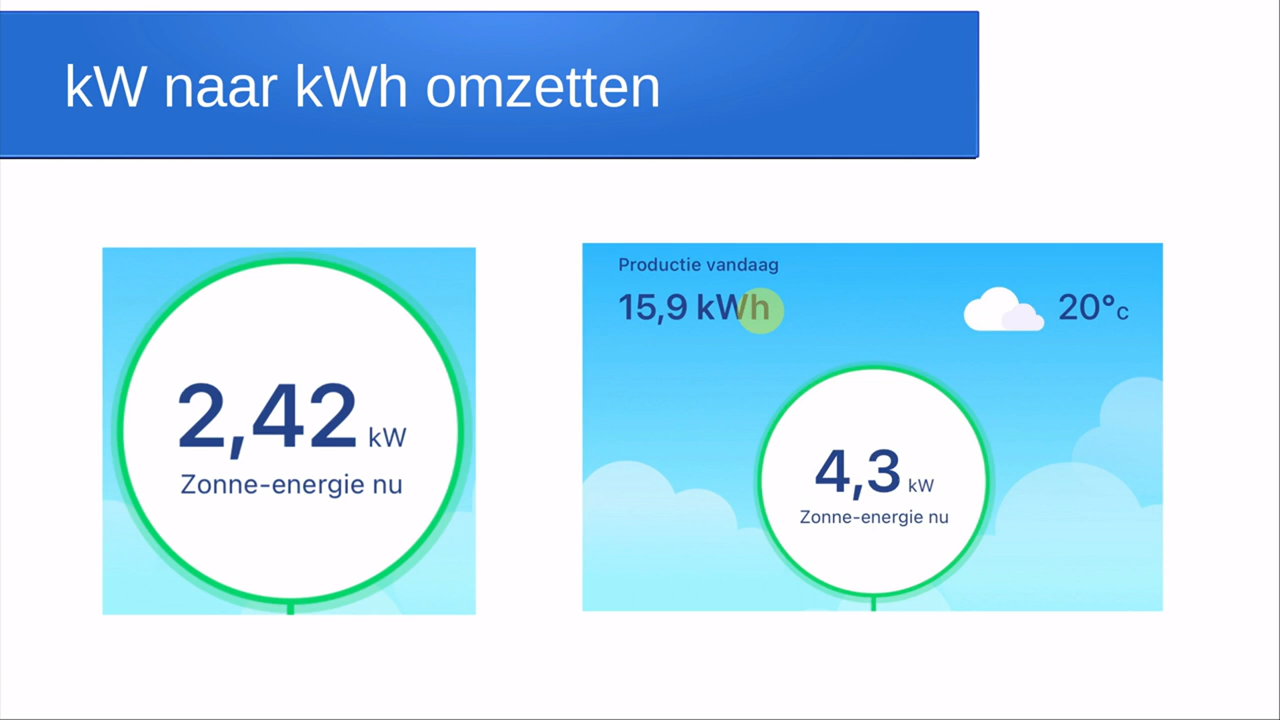 kW naar kWh omzetten
2,42 kW
Zonne-energie nu
Productie vandaag
15,9 kWh
20°c
4,3 kW
Zonne-energie nu